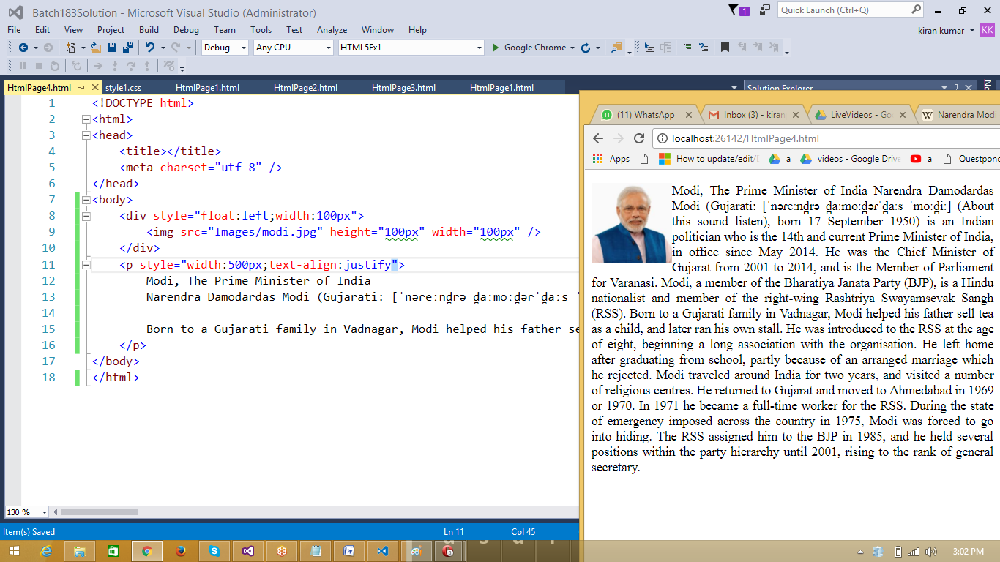 Batch183Solution - Microsoft Visual Studio (Administrator)
1
Quick Launch (Ctrl+Q)
File Edit View Project Build Debug Team Tools Test Analyze Window Help
kiran kumar KK
Debug Any CPU HTML5Ex1 Google Chrome
HtmlPage4.html style1.css HtmlPage1.html HtmlPage2.html HtmlPage3.html HtmlPage1.html
Solution Explorer
1 <!DOCTYPE html>
2 <html>
3 <head>
4 <title></title>
5 <meta charset="utf-8" />
6 </head>
7 <body>
8 <div style="float:left;width:100px">
9 <img src="Images/modi.jpg" height="100px" width="100px" />
10 </div>
11 <p style="width:500px;text-align:justify">
12 Modi, The Prime Minister of India
13 Narendra Damodardas Modi (Gujarati: [ˈnəreːnd̪rə d̪aːmoːd̪ərˈd̪aːs ˈ
14
15 Born to a Gujarati family in Vadnagar, Modi helped his father se
16 </p>
17 </body>
18 </html>
130 %
Item(s) Saved
Ln 11 Col 45
(11) WhatsApp
Inbox (3) - kiran
LiveVideos - Go
Narendra Modi
localhost:26142/HtmlPage4.html
Apps
How to update/edit/
a
videos - Google Drive
a
Questpond
Modi, The Prime Minister of India Narendra Damodardas
Modi (Gujarati: [ˈnəreːnd̪rə d̪aːmoːd̪ərˈd̪aːs ˈmoːd̪iː] (About
this sound listen), born 17 September 1950) is an Indian
politician who is the 14th and current Prime Minister of India,
in office since May 2014. He was the Chief Minister of
Gujarat from 2001 to 2014, and is the Member of Parliament
for Varanasi. Modi, a member of the Bharatiya Janata Party (BJP), is a Hindu
nationalist and member of the right-wing Rashtriya Swayamsevak Sangh
(RSS). Born to a Gujarati family in Vadnagar, Modi helped his father sell tea
as a child, and later ran his own stall. He was introduced to the RSS at the age
of eight, beginning a long association with the organisation. He left home
after graduating from school, partly because of an arranged marriage which
he rejected. Modi traveled around India for two years, and visited a number
of religious centres. He returned to Gujarat and moved to Ahmedabad in 1969
or 1970. In 1971 he became a full-time worker for the RSS. During the state
of emergency imposed across the country in 1975, Modi was forced to go
into hiding. The RSS assigned him to the BJP in 1985, and he held several
positions within the party hierarchy until 2001, rising to the rank of general
secretary.
3:02 PM